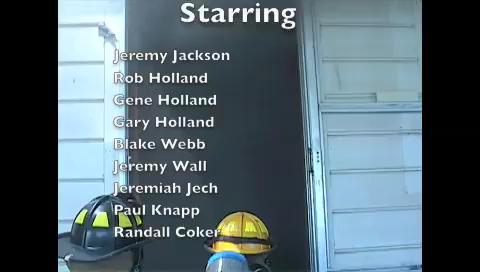 Starring
Jeremy Jackson
Rob Holland
Gene Holland
Gary Holland
Blake Webb
Jeremy Wall
Jeremiah Jech
Paul Knapp
Randall Coker